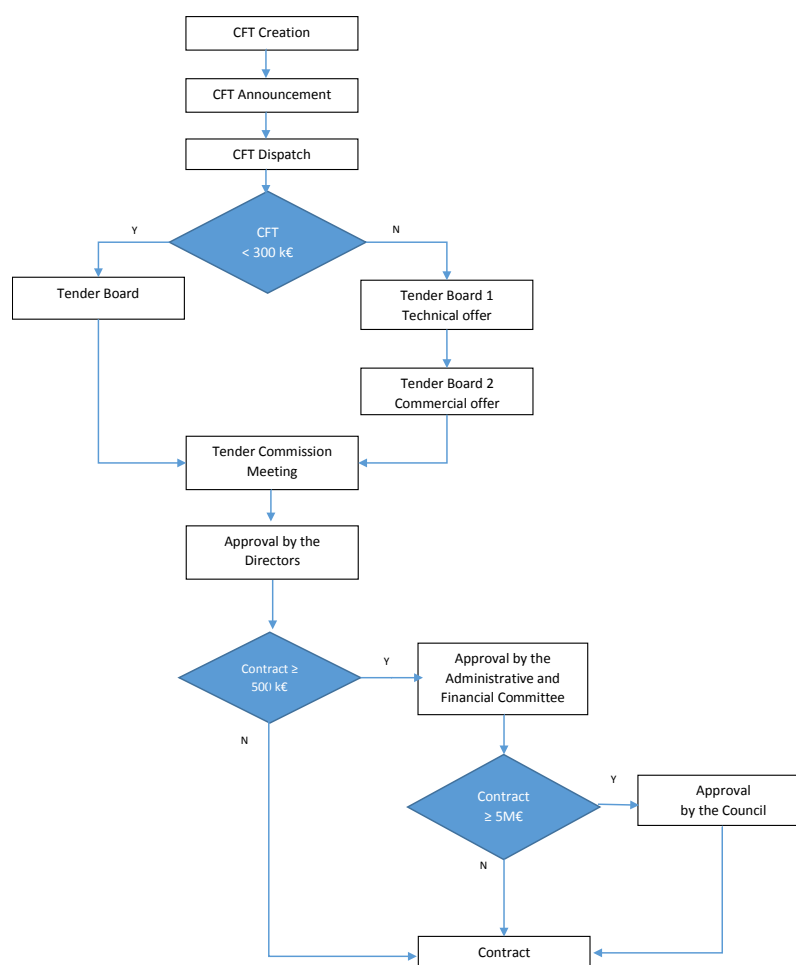 CFT Creation
CFT Announcement
CFT Dispatch
CFT
< 300 k€
Y
N
Tender Board
Tender Board 1
Technical offer
Tender Board 2
Commercial offer
Tender Commission
Meeting
Approval by the
Directors
Contract ≥
500 k€
Y
N
Approval by the
Administrative and
Financial Committee
Contract
≥ 5M€
Y
N
Approval
by the Council
Contract